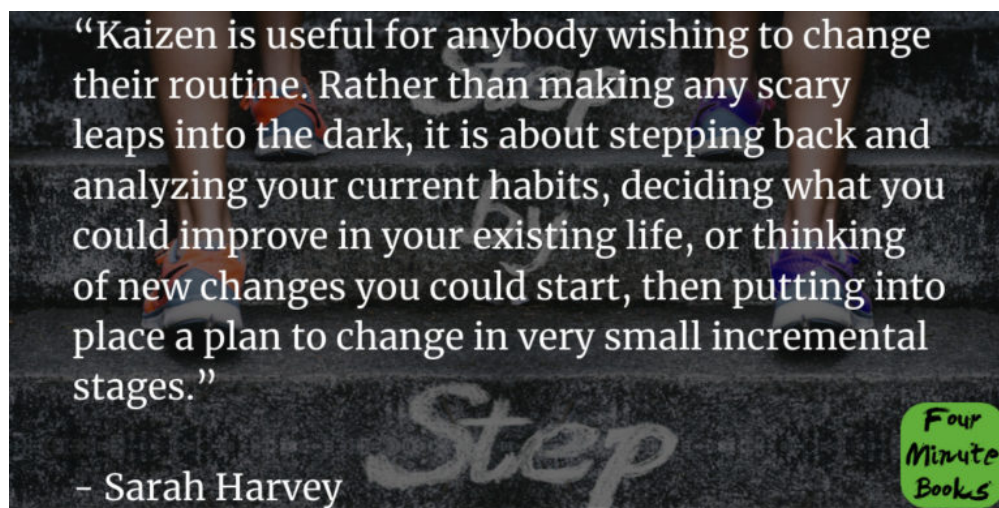 “Kaizen is useful for anybody wishing to change
their routine. Rather than making any scary
leaps into the dark, it is about stepping back and
analyzing your current habits, deciding what you
could improve in your existing life, or thinking
of new changes you could start, then putting into
place a plan to change in very small incremental
stages.”
– Sarah Harvey
Step
by
Step
Four
Minute
Books